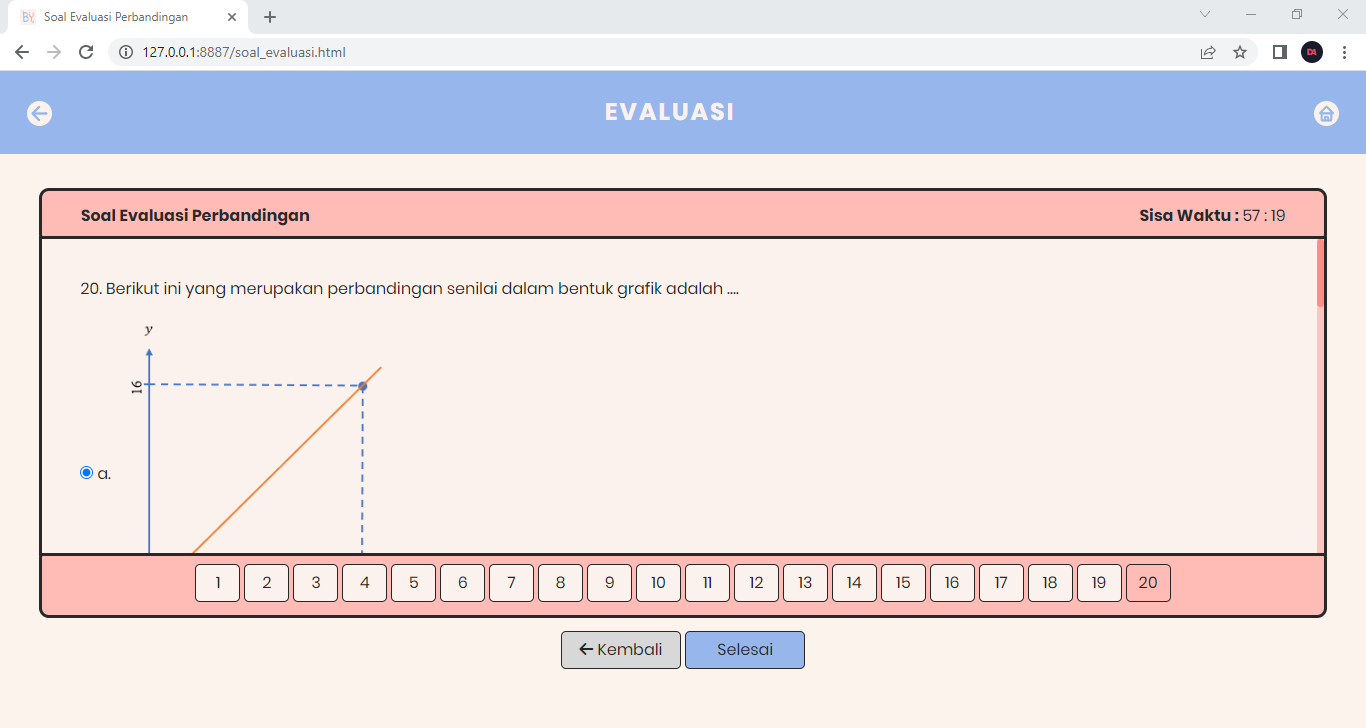 Soal Evaluasi Perbandingan
127.0.0.1:8887/soal_evaluasi.html
EVALUASI
Soal Evaluasi Perbandingan
Sisa Waktu : 57 : 19
20. Berikut ini yang merupakan perbandingan senilai dalam bentuk grafik adalah ....
y
16
a.
1 2 3 4 5 6 7 8 9 10 11 12 13 14 15 16 17 18 19 20
Kembali
Selesai